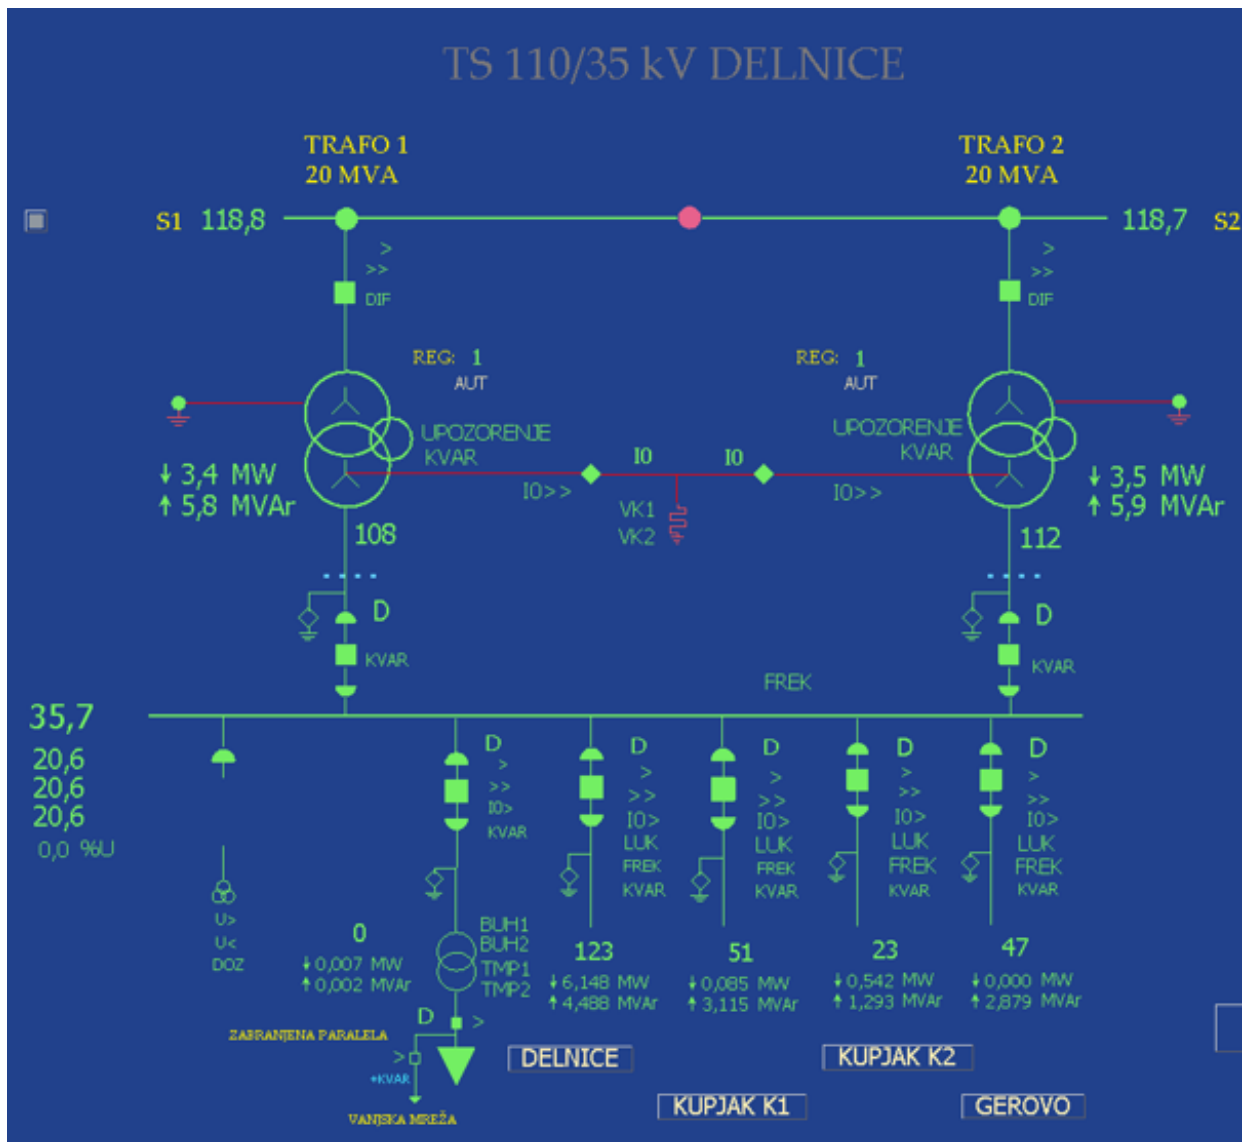 TS 110/35 kV DELNICE
TRAFO 1
20 MVA
TRAFO 2
20 MVA
S1 118,8
118,7 S2
>
>>
DIF
>
>>
DIF
REG: 1
AUT
REG: 1
AUT
UPOZORENJE
KVAR
UPOZORENJE
KVAR
I0 I0
I0>>
I0>>
↓ 3,4 MW
↑ 5,8 MVAr
↓ 3,5 MW
↑ 5,9 MVAr
VK1
VK2
108
112
D
D
KVAR
KVAR
FREK
35,7
20,6
20,6
20,6
0,0 %U
D
>
>>
I0>
KVAR
D
>
>>
I0>
LUK
FREK
KVAR
D
>
>>
I0>
LUK
FREK
KVAR
D
>
>>
I0>
LUK
FREK
KVAR
D
>
>>
I0>
LUK
FREK
KVAR
U>
U<
DOZ
0
↓0,007 MW
↑0,002 MVAr
BUH1
BUH2
TMP1
TMP2
123
↓6,148 MW
↑4,488 MVAr
51
↓0,085 MW
↑3,115 MVAr
23
↓0,542 MW
↑1,293 MVAr
47
↓0,000 MW
↑2,879 MVAr
D >
ZABRANJENA PARALELA
>
*KVAR
VANJSKA MREŽA
DELNICE
KUPJAK K2
KUPJAK K1
GEROVO